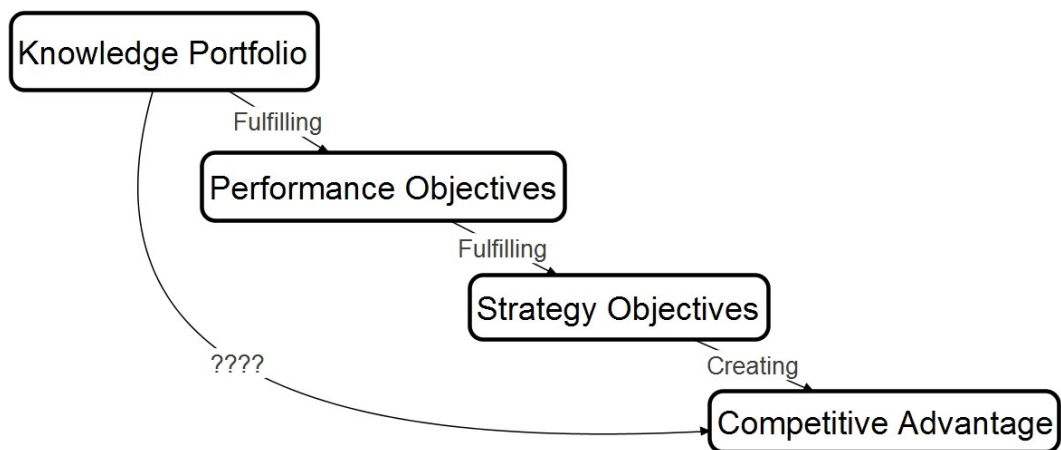 Knowledge Portfolio
Fulfilling
Performance Objectives
Fulfilling
Strategy Objectives
????
Creating
Competitive Advantage